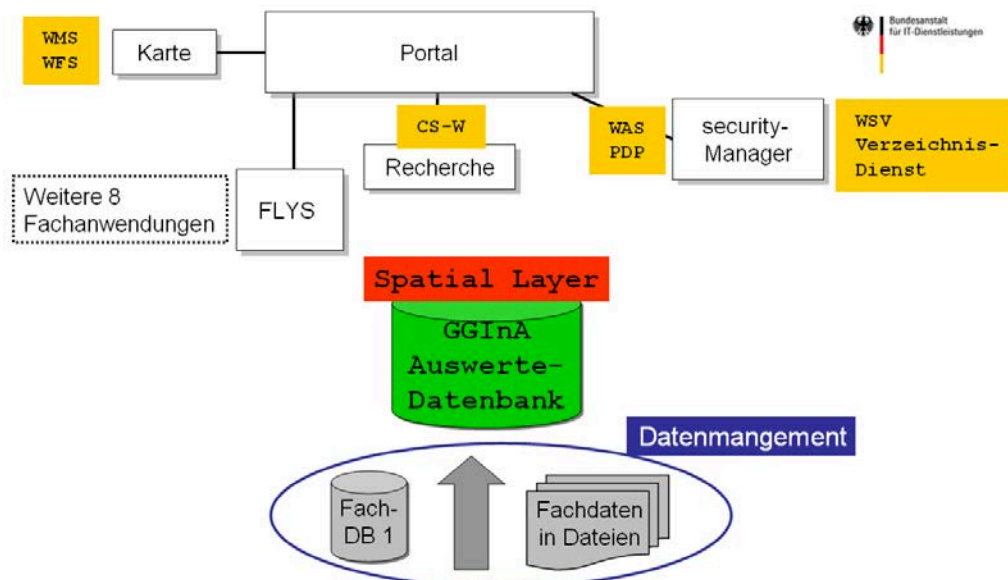 WMS
WFS
Karte
Portal
Bundesanstalt
für IT-Dienstleistungen
CS-W
Recherche
WAS
PDP
security-
Manager
WSV
Verzeichnis-
Dienst
Weitere 8
Fachanwendungen
FLYS
Spatial Layer
GGInA
Auswerte-
Datenbank
Datenmangement
Fach-
DB 1
Fachdaten
in Dateien